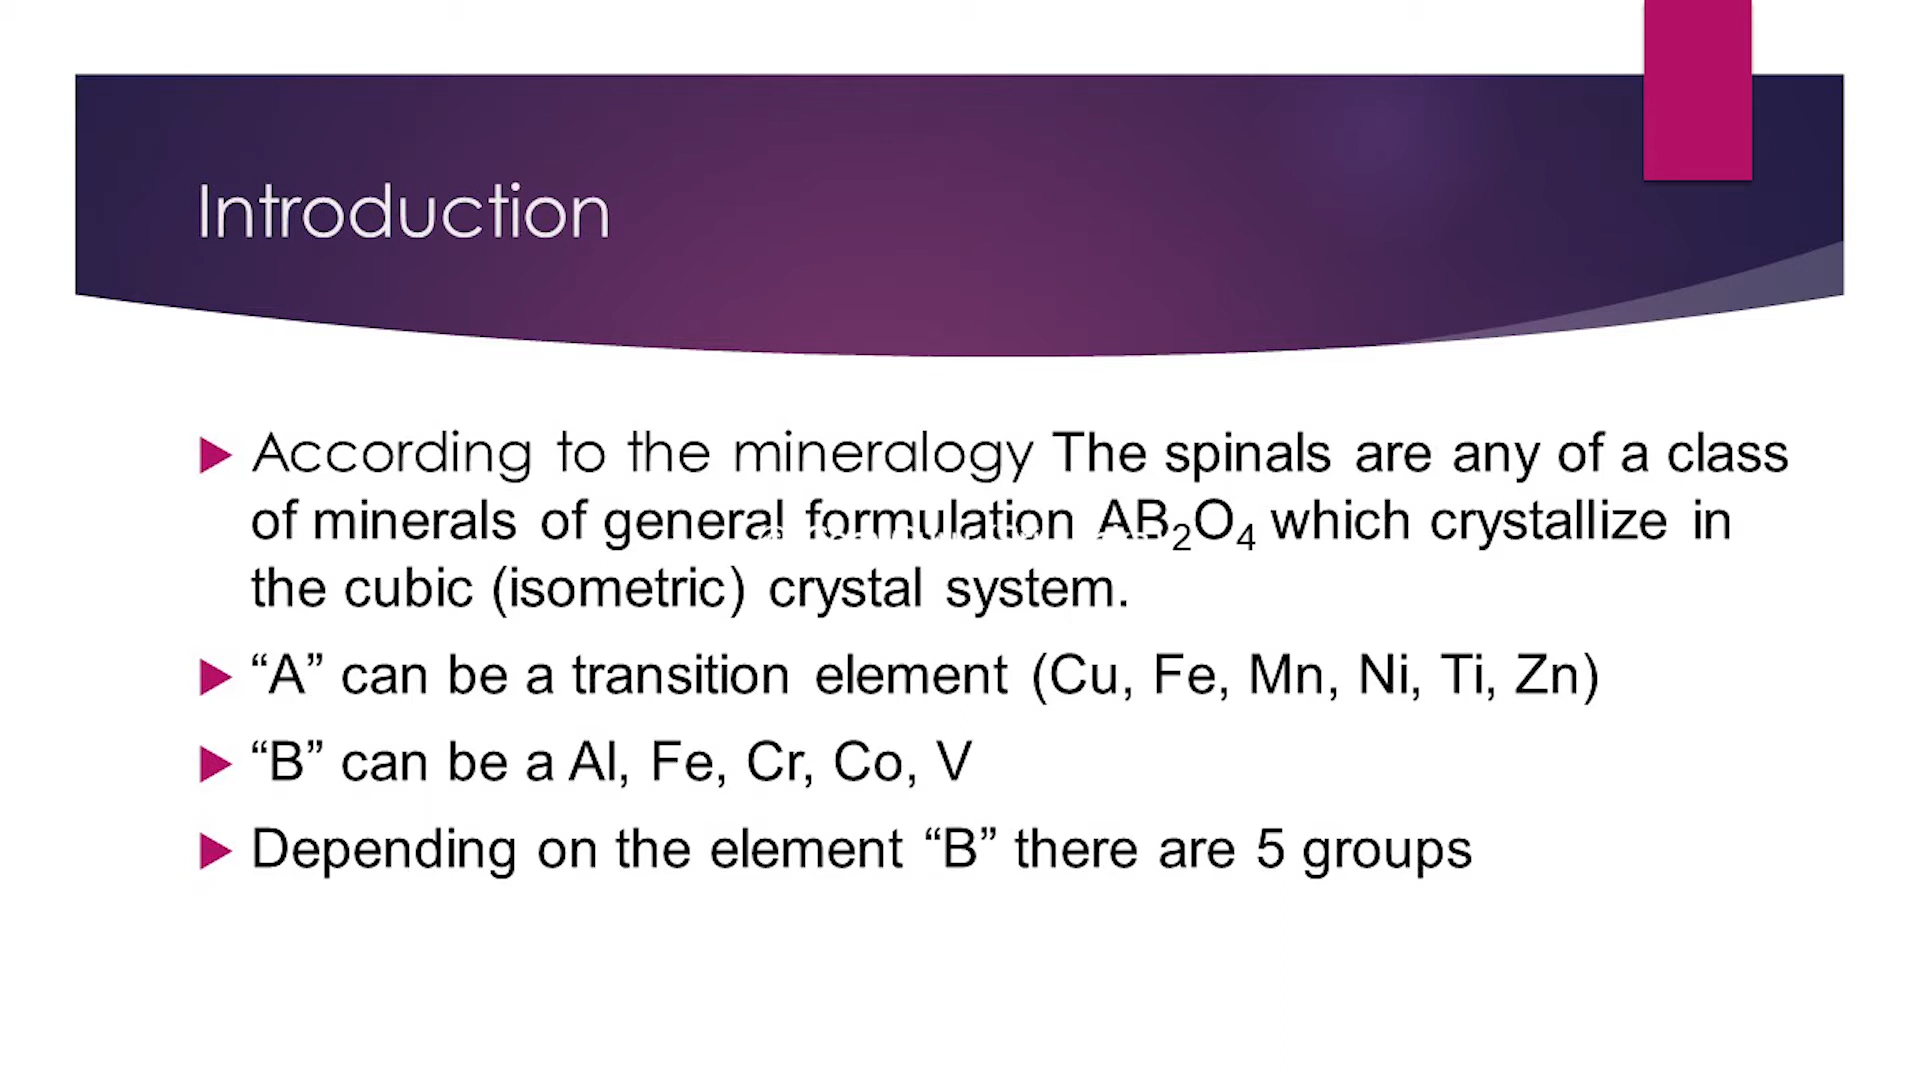 Introduction
According to the mineralogy The spinals are any of a class
of minerals of general formulation AB₂O₄ which crystallize in
the cubic (isometric) crystal system.
“A” can be a transition element (Cu, Fe, Mn, Ni, Ti, Zn)
“B” can be a Al, Fe, Cr, Co, V
Depending on the element “B” there are 5 groups